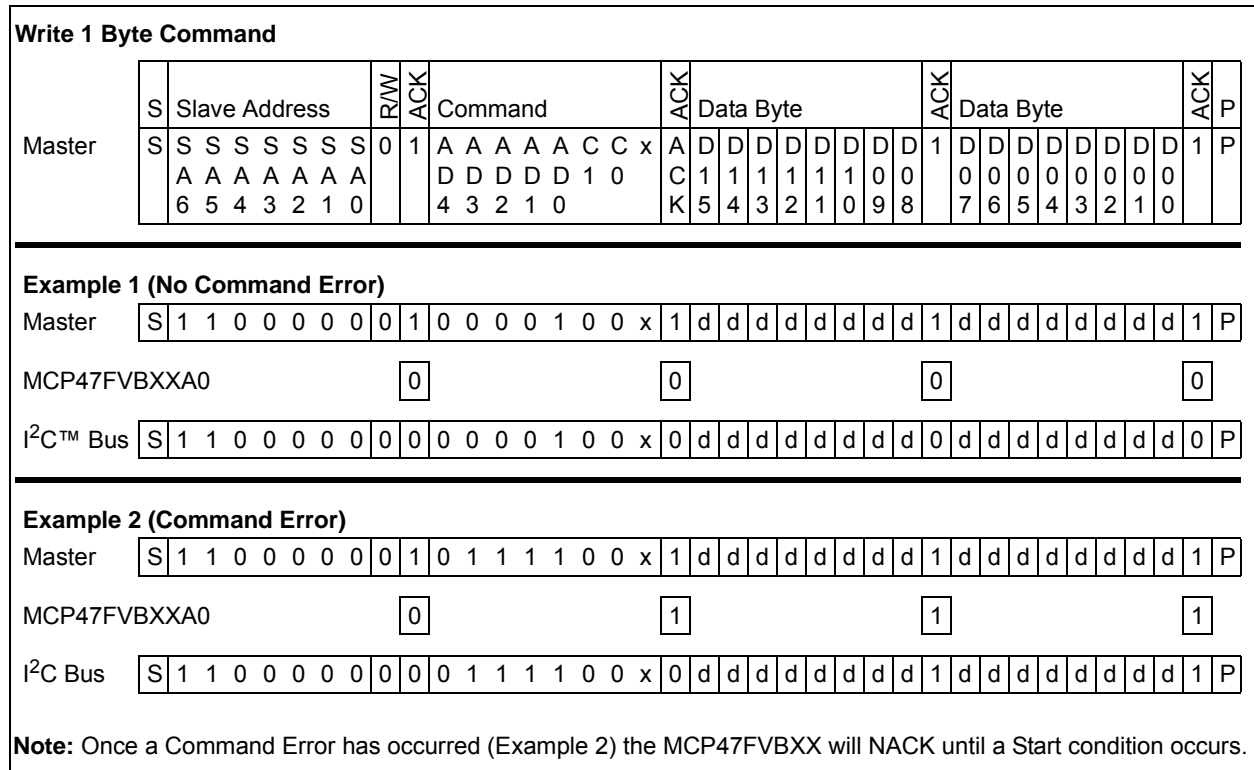 Write 1 Byte Command
S Slave Address R/W ACK Command ACK Data Byte ACK Data Byte ACK P
Master S S S S S S S S 0 1 A A A A A C C x A D D D D D D D D 1 D D D D D D D D 1 P
A A A A A A A D D D D D 1 0 C 1 1 1 1 1 1 0 0 0 0 0 0 0 0 0 0
6 5 4 3 2 1 0 4 3 2 1 0 K 5 4 3 2 1 0 9 8 7 6 5 4 3 2 1 0
Example 1 (No Command Error)
Master S 1 1 0 0 0 0 0 0 1 0 0 0 0 1 0 0 x 1 d d d d d d d d 1 d d d d d d d d 1 P
MCP47FVBXXA0 0 0 0 0
I²C™ Bus S 1 1 0 0 0 0 0 0 0 0 0 0 0 1 0 0 x 0 d d d d d d d d 0 d d d d d d d d 0 P
Example 2 (Command Error)
Master S 1 1 0 0 0 0 0 0 1 0 1 1 1 1 0 0 x 1 d d d d d d d d 1 d d d d d d d d 1 P
MCP47FVBXXA0 0 1 1 1
I²C Bus S 1 1 0 0 0 0 0 0 0 0 1 1 1 1 0 0 x 0 d d d d d d d d 1 d d d d d d d d 1 P
Note: Once a Command Error has occurred (Example 2) the MCP47FVBXX will NACK until a Start condition occurs.